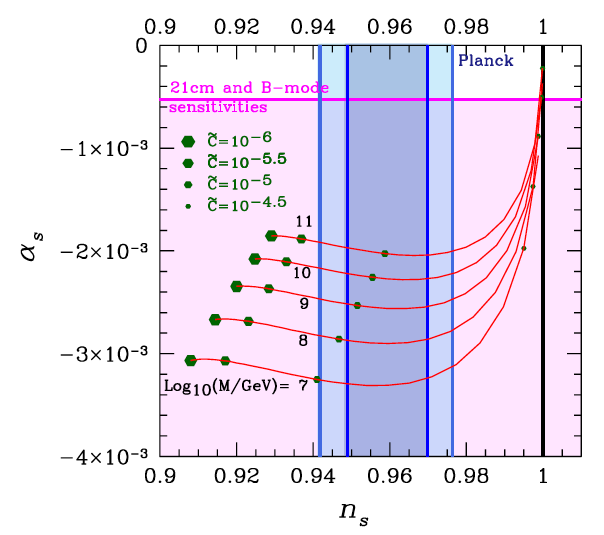 0.9 0.92 0.94 0.96 0.98 1
0
Planck
21cm and B-mode
sensitivities
C̃=10⁻⁶
C̃=10⁻⁵·⁵
C̃=10⁻⁵
C̃=10⁻⁴·⁵
−1×10⁻³
11
−2×10⁻³
α_s
10
9
8
−3×10⁻³
Log₁₀(M/GeV)= 7
−4×10⁻³
0.9 0.92 0.94 0.96 0.98 1
n_s